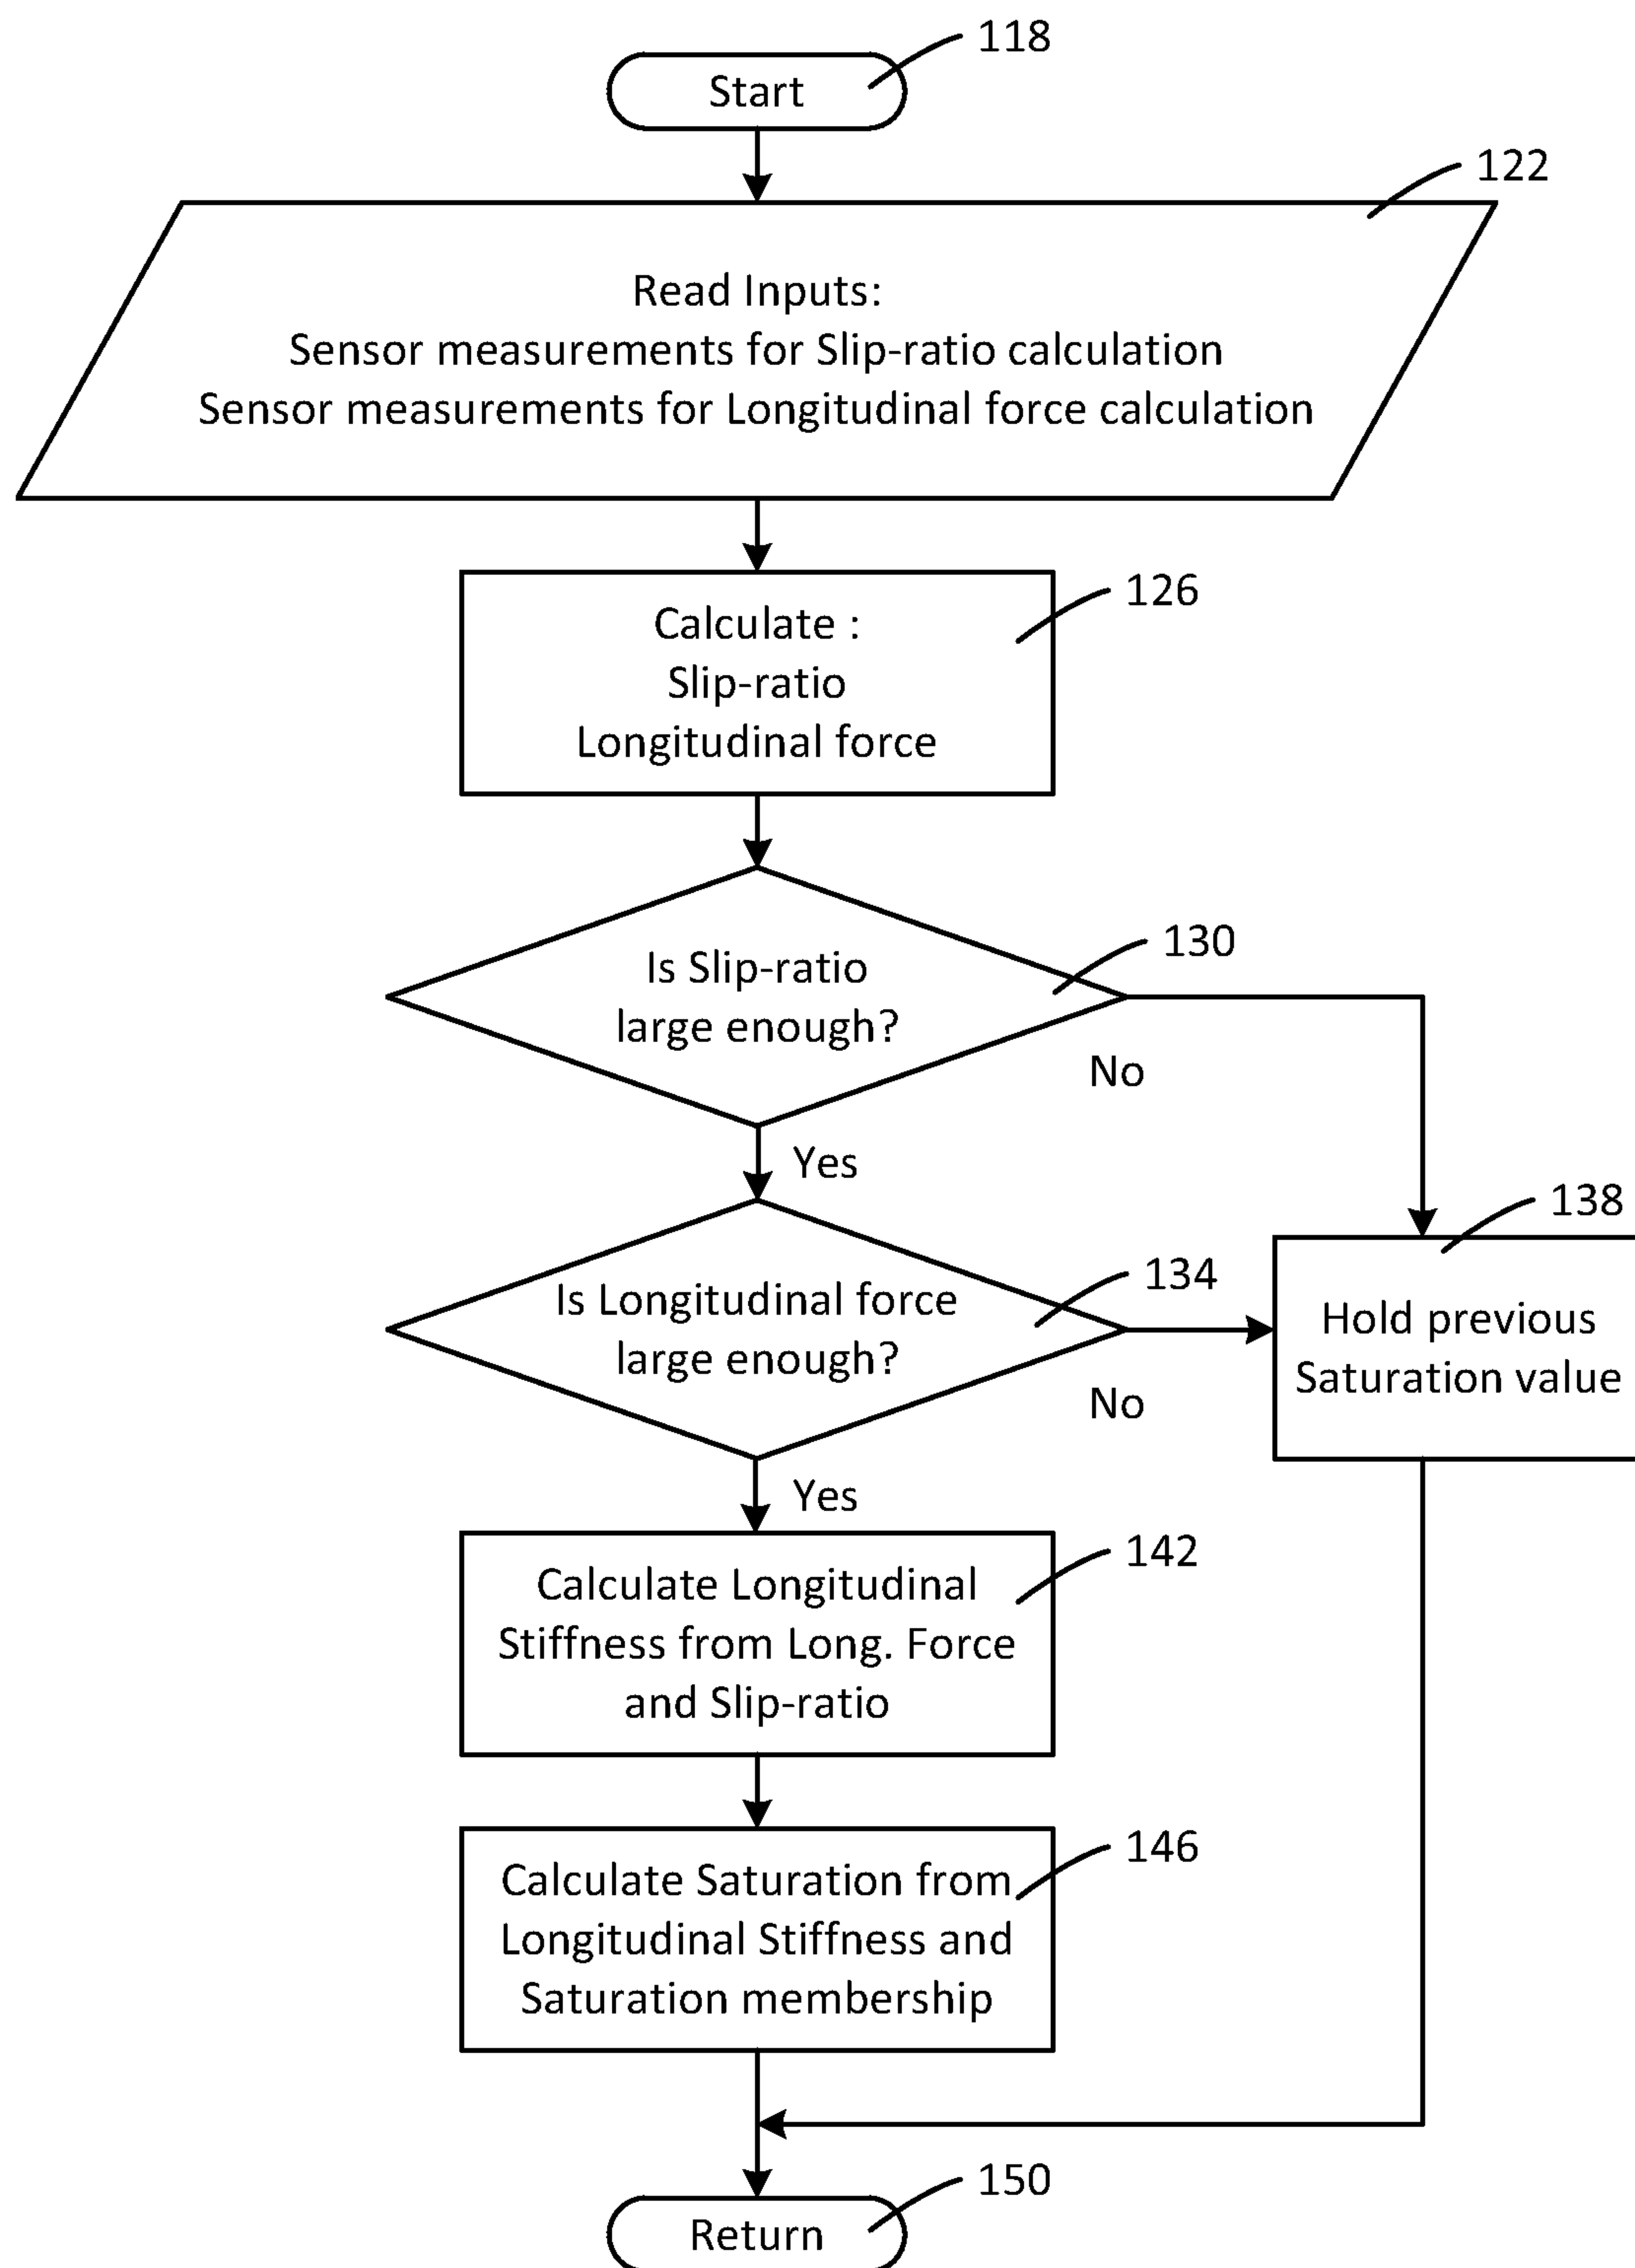 118
Start
122
Read Inputs:
Sensor measurements for Slip-ratio calculation
Sensor measurements for Longitudinal force calculation
126
Calculate :
Slip-ratio
Longitudinal force
130
Is Slip-ratio
large enough?
No
Yes
138
134
Is Longitudinal force
large enough?
Hold previous
Saturation value
No
Yes
142
Calculate Longitudinal
Stiffness from Long. Force
and Slip-ratio
146
Calculate Saturation from
Longitudinal Stiffness and
Saturation membership
150
Return